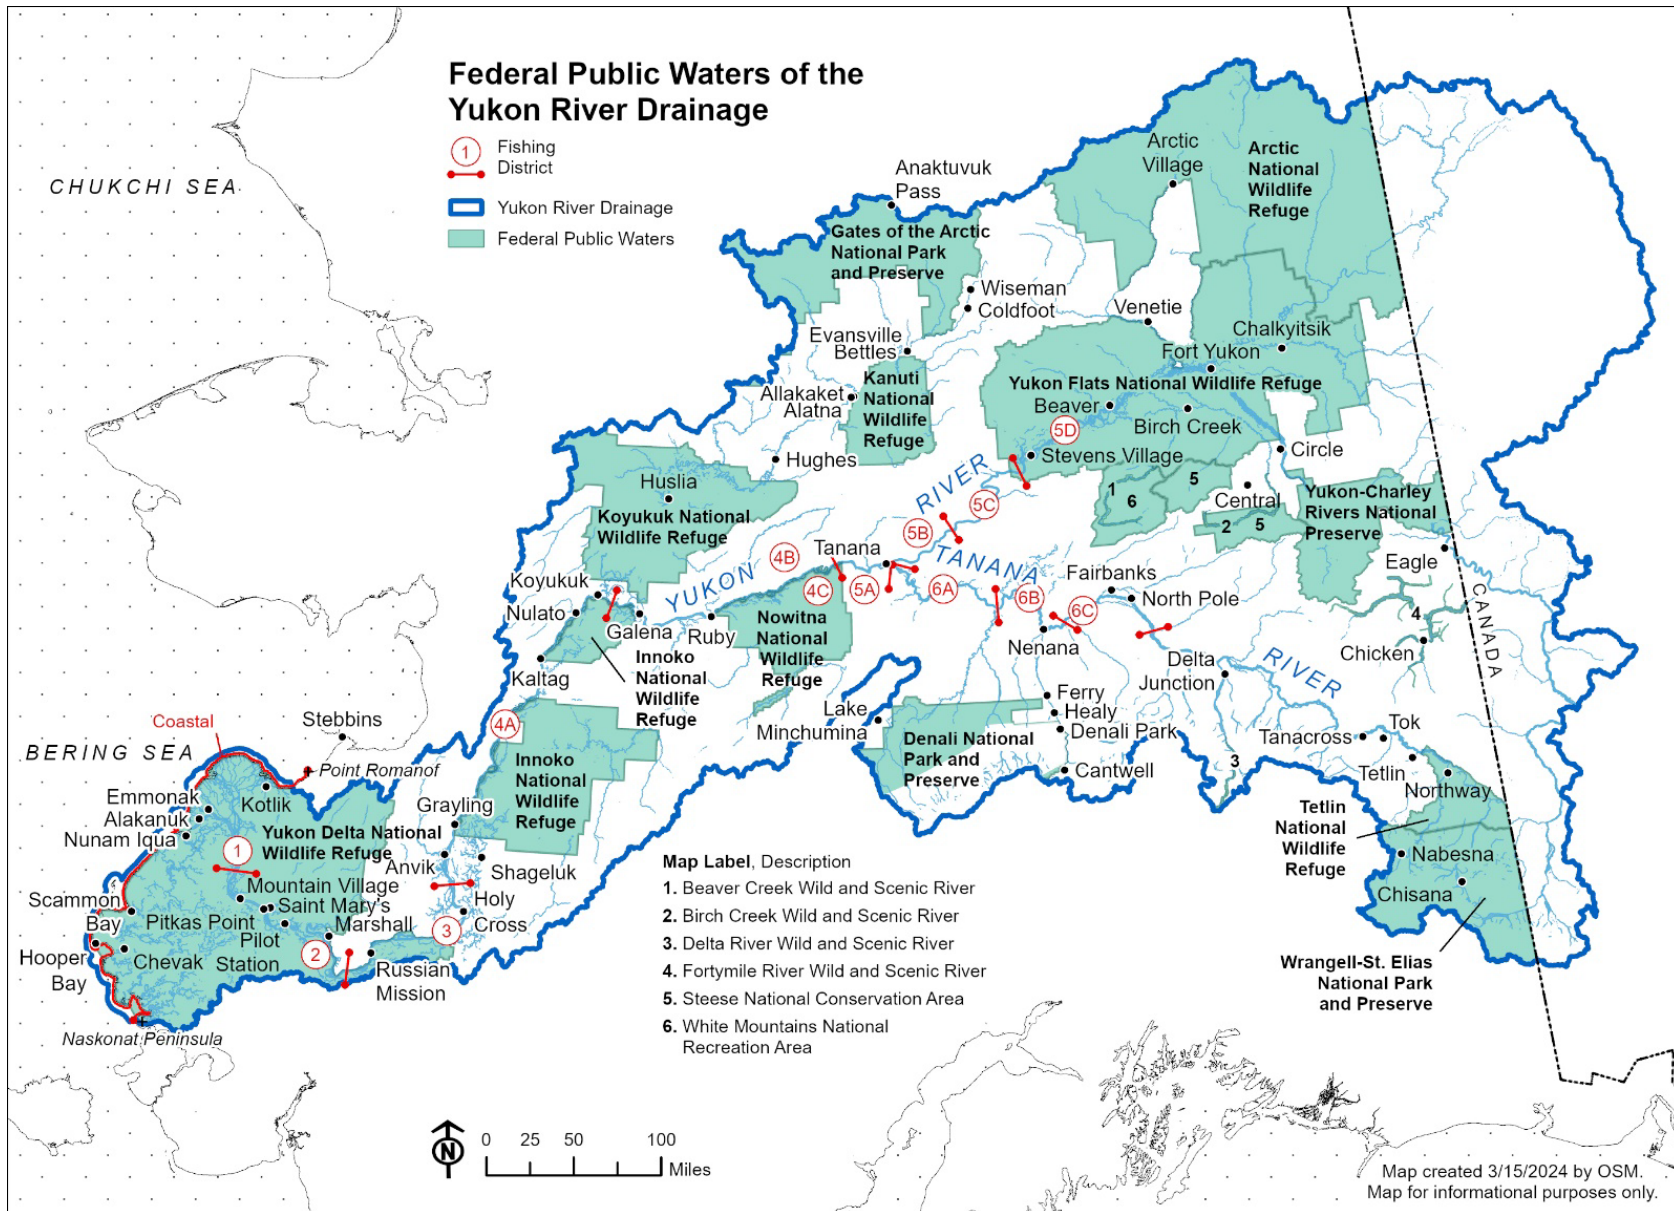 Federal Public Waters of the
Yukon River Drainage
1
Fishing
District
Yukon River Drainage
Federal Public Waters
CHUKCHI SEA
BERING SEA
Anaktuvuk
Pass
Gates of the Arctic
National Park
and Preserve
Arctic
Village
Arctic
National
Wildlife
Refuge
Wiseman
Coldfoot
Venetie
Chalkyitsik
Evansville
Bettles
Fort Yukon
Kanuti
National
Wildlife
Refuge
Allakaket
Alatna
Yukon Flats National Wildlife Refuge
Beaver
Birch Creek
5D
Stevens Village
Circle
Hughes
Huslia
Koyukuk National
Wildlife Refuge
RIVER
5C
1
6
5
Central
2
5
Yukon-Charley
Rivers National
Preserve
5B
Tanana
4B
TANANA
Eagle
Koyukuk
YUKON
4C
5A
6A
6B
6C
Fairbanks
North Pole
Nulato
Galena
Ruby
Nowitna
National
Wildlife
Refuge
Nenana
4
CANADA
Chicken
Innoko
National
Wildlife
Refuge
Kaltag
Delta
Junction
RIVER
4A
Lake
Minchumina
Ferry
Healy
Denali Park
Denali National
Park and
Preserve
Cantwell
Tok
Tanacross
Tetlin
Northway
3
Coastal
Stebbins
Point Romanof
Innoko
National
Wildlife
Refuge
Emmonak
Alakanuk
Nunam Iqua
Kotlik
Grayling
Yukon Delta National
Wildlife Refuge
1
Anvik
Shageluk
Tetlin
National
Wildlife
Refuge
Nabesna
Chisana
Mountain Village
Saint Mary's
Scammon
Bay
Pitkas Point
Marshall
Pilot
Station
Holy
Cross
3
2
Hooper
Bay
Chevak
Russian
Mission
Naskonat Peninsula
Wrangell-St. Elias
National Park
and Preserve
Map Label, Description
1. Beaver Creek Wild and Scenic River
2. Birch Creek Wild and Scenic River
3. Delta River Wild and Scenic River
4. Fortymile River Wild and Scenic River
5. Steese National Conservation Area
6. White Mountains National
Recreation Area
N
0 25 50 100
Miles
Map created 3/15/2024 by OSM.
Map for informational purposes only.